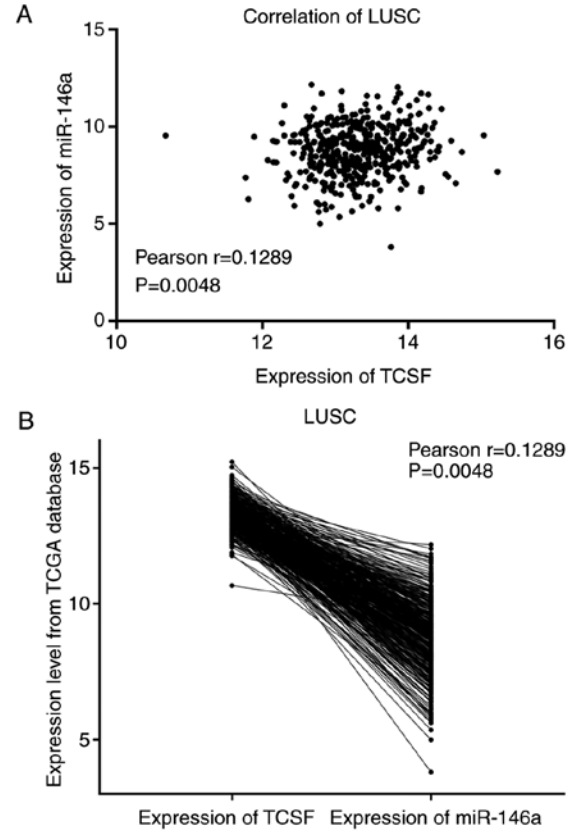 A
Correlation of LUSC
15
10
5
0
Expression of miR-146a
Pearson r=0.1289
P=0.0048
10
12
14
16
Expression of TCSF
B
LUSC
Pearson r=0.1289
P=0.0048
15
10
5
Expression level from TCGA database
Expression of TCSF
Expression of miR-146a